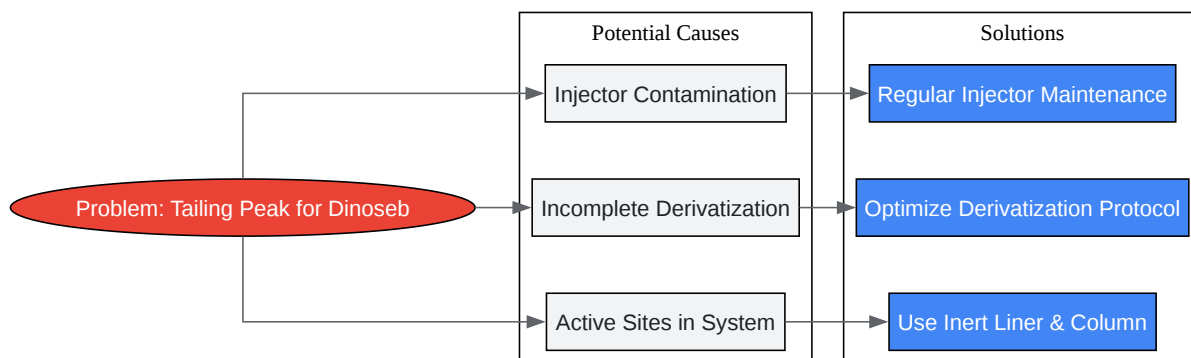 Potential Causes
Solutions
Injector Contamination
Regular Injector Maintenance
Problem: Tailing Peak for Dinoseb
Incomplete Derivatization
Optimize Derivatization Protocol
Active Sites in System
Use Inert Liner & Column